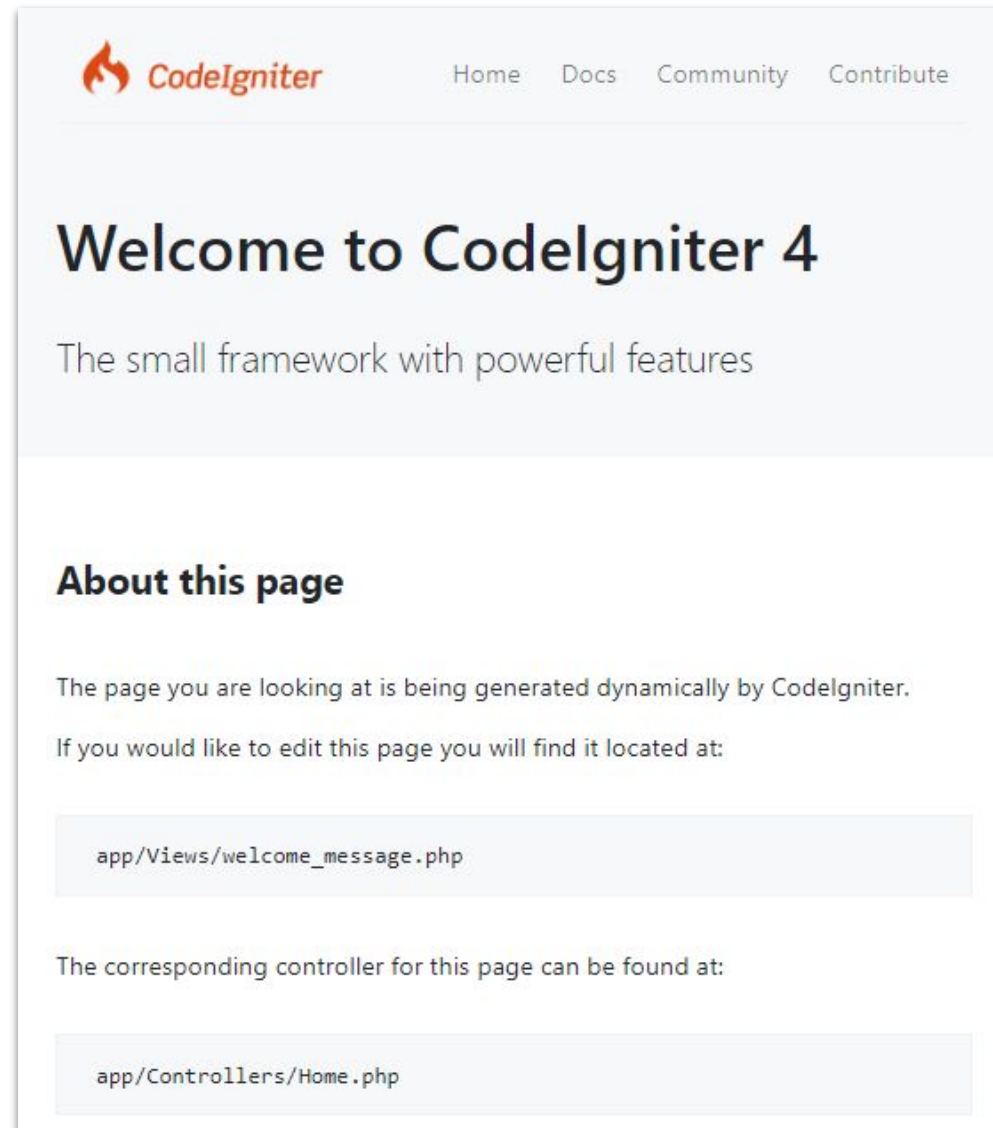 CodeIgniter Home Docs Community Contribute
Welcome to CodeIgniter 4
The small framework with powerful features
About this page
The page you are looking at is being generated dynamically by CodeIgniter.
If you would like to edit this page you will find it located at:
app/Views/welcome_message.php
The corresponding controller for this page can be found at:
app/Controllers/Home.php